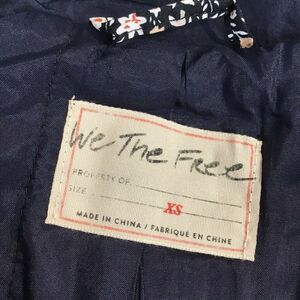 We The Free
PROPERTY OF
SIZE
XS
MADE IN CHINA / FABRIQUÉ EN CHINE